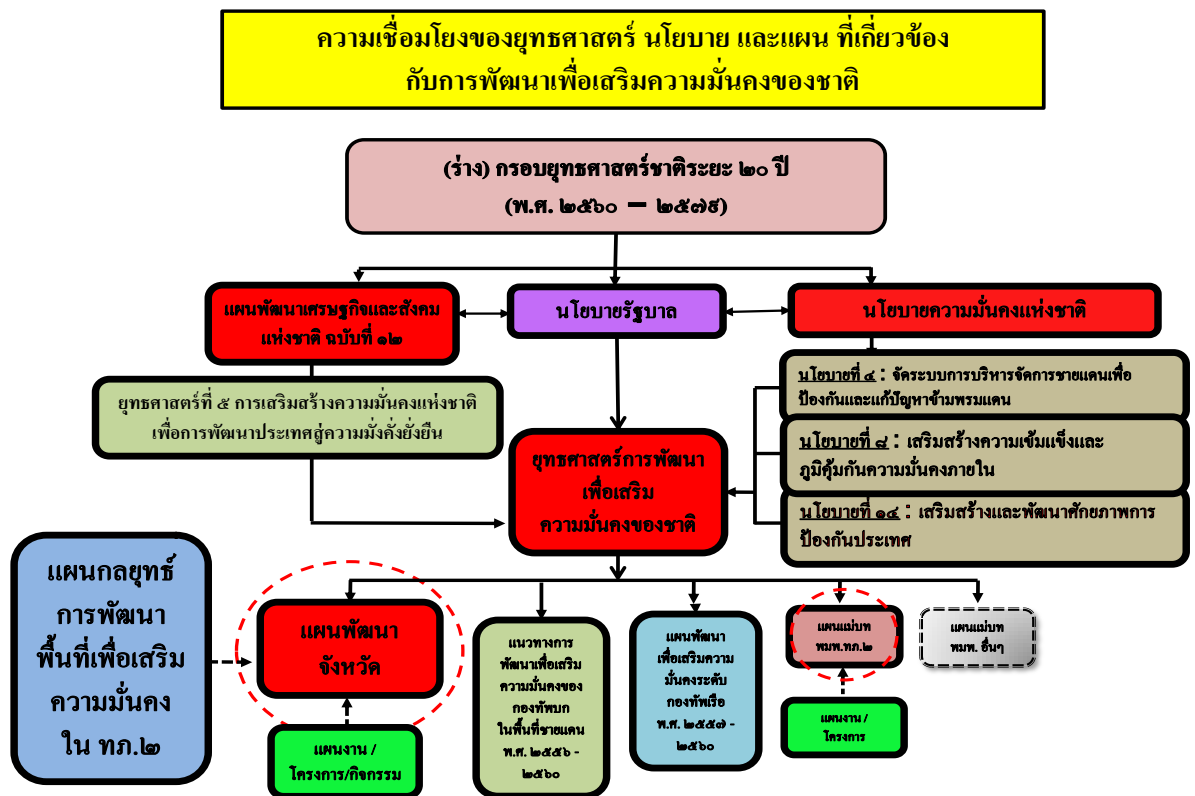 ความเชื่อมโยงของยุทธศาสตร์ นโยบาย และแผน ที่เกี่ยวข้อง
กับการพัฒนาเพื่อเสริมความมั่นคงของชาติ
(ร่าง) กรอบยุทธศาสตร์ชาติระยะ ๒๐ ปี
(พ.ศ. ๒๕๖๐ – ๒๕๗๙)
แผนพัฒนาเศรษฐกิจและสังคม
แห่งชาติ ฉบับที่ ๑๒
นโยบายรัฐบาล
นโยบายความมั่นคงแห่งชาติ
ยุทธศาสตร์ที่ ๕ การเสริมสร้างความมั่นคงแห่งชาติ
เพื่อการพัฒนาประเทศสู่ความมั่งคั่งยั่งยืน
นโยบายที่ ๔ : จัดระบบการบริหารจัดการชายแดนเพื่อ
ป้องกันและแก้ปัญหาข้ามพรมแดน
นโยบายที่ ๘ : เสริมสร้างความเข้มแข็งและ
ภูมิคุ้มกันความมั่นคงภายใน
นโยบายที่ ๑๔ : เสริมสร้างและพัฒนาศักยภาพการ
ป้องกันประเทศ
ยุทธศาสตร์การพัฒนา
เพื่อเสริม
ความมั่นคงของชาติ
แผนกลยุทธ์
การพัฒนา
พื้นที่เพื่อเสริม
ความมั่นคง
ใน ทภ.๒
แผนพัฒนา
จังหวัด
แผนงาน /
โครงการ/กิจกรรม
แนวทางการ
พัฒนาเพื่อเสริม
ความมั่นคงของ
กองทัพบก
ในพื้นที่ชายแดน
พ.ศ. ๒๕๕๖ -
๒๕๖๐
แผนพัฒนา
เพื่อเสริมความ
มั่นคงระดับ
กองทัพเรือ
พ.ศ. ๒๕๕๗ -
๒๕๖๐
แผนแม่บท
พมพ.ทภ.๒
แผนงาน /
โครงการ
แผนแม่บท
พมพ. อื่นๆ